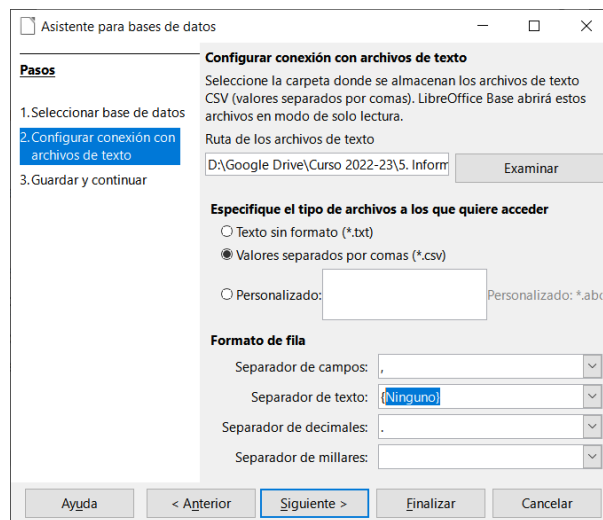 Asistente para bases de datos
Pasos
1.Seleccionar base de datos
2.Configurar conexión con
archivos de texto
3.Guardar y continuar
Configurar conexión con archivos de texto
Seleccione la carpeta donde se almacenan los archivos de texto
CSV (valores separados por comas). LibreOffice Base abrirá estos
archivos en modo de solo lectura.
Ruta de los archivos de texto
D:\Google Drive\Curso 2022-23\5. Inform
Examinar
Especifique el tipo de archivos a los que quiere acceder
Texto sin formato (*.txt)
Valores separados por comas (*.csv)
Personalizado:
Personalizado: *.abc
Formato de fila
Separador de campos: ,
Separador de texto: {Ninguno}
Separador de decimales: .
Separador de millares:
Ayuda < Anterior Siguiente > Finalizar Cancelar